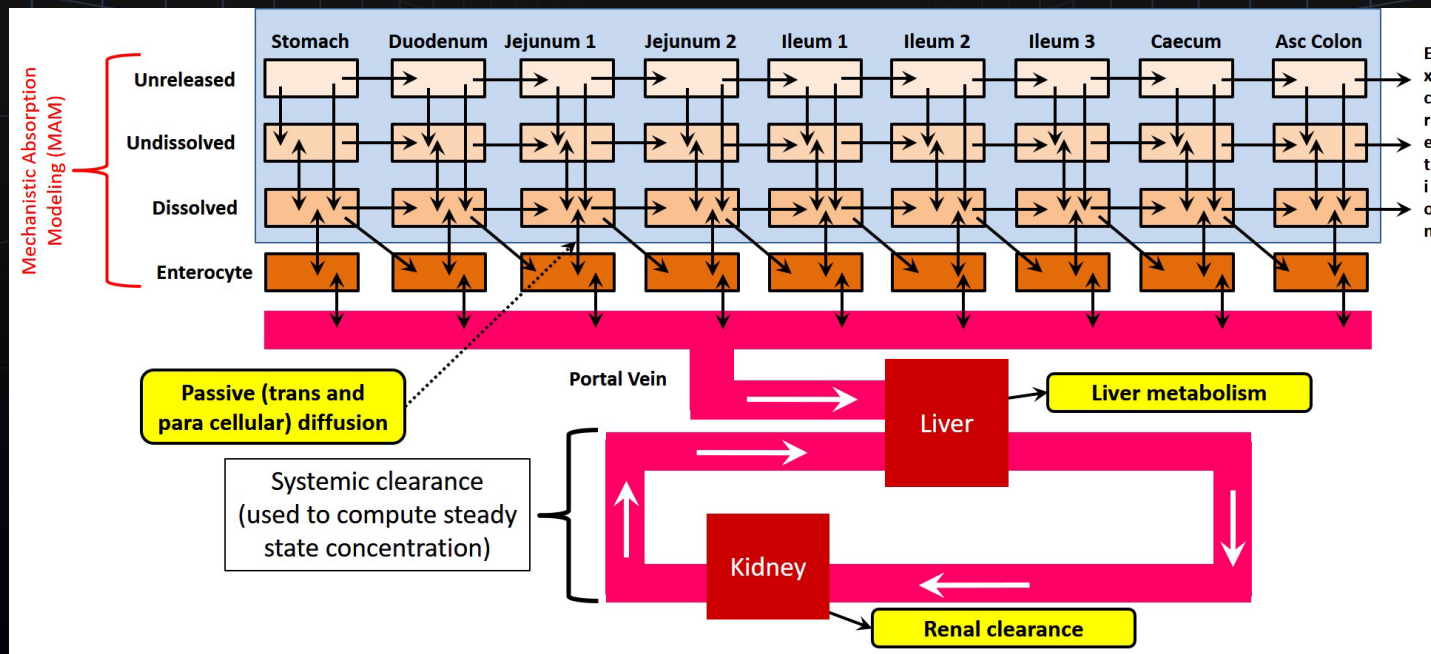 Mechanistic Absorption
Modeling (MAM)
Stomach Duodenum Jejunum 1 Jejunum 2 Ileum 1 Ileum 2 Ileum 3 Caecum Asc Colon
Unreleased
Undissolved
Dissolved
Enterocyte
Excretion
Passive (trans and
para cellular) diffusion
Portal Vein
Liver
Liver metabolism
Systemic clearance
(used to compute steady
state concentration)
Kidney
Renal clearance